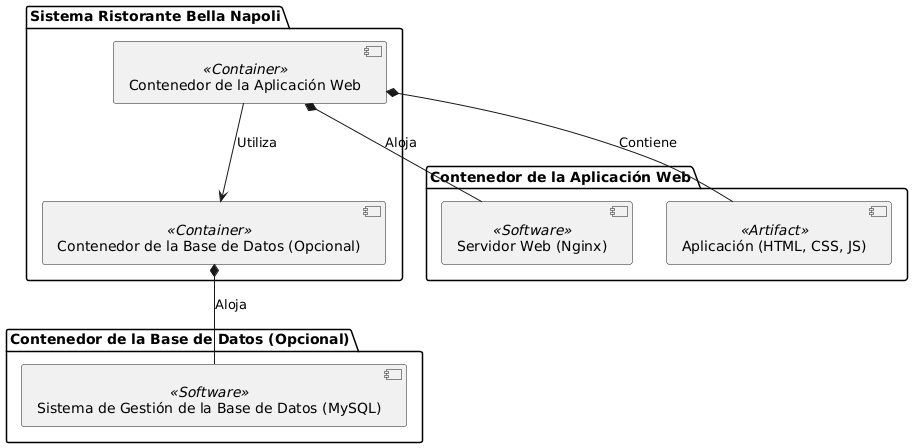 Sistema Ristorante Bella Napoli
«Container»
Contenedor de la Aplicación Web
Utiliza
Aloja
Contiene
Contenedor de la Aplicación Web
«Container»
Contenedor de la Base de Datos (Opcional)
«Software»
Servidor Web (Nginx)
«Artifact»
Aplicación (HTML, CSS, JS)
Aloja
Contenedor de la Base de Datos (Opcional)
«Software»
Sistema de Gestión de la Base de Datos (MySQL)